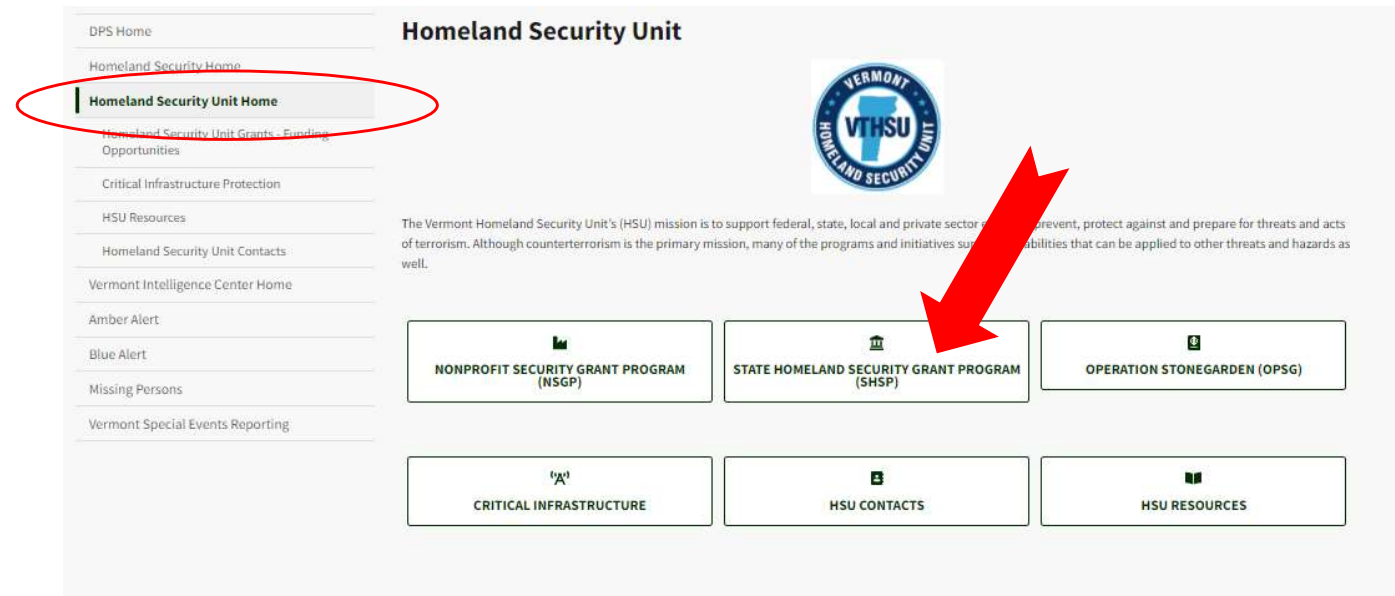 DPS Home
Homeland Security Home
Homeland Security Unit Home
Homeland Security Unit Grants - Funding
Opportunities
Critical Infrastructure Protection
HSU Resources
Homeland Security Unit Contacts
Vermont Intelligence Center Home
Amber Alert
Blue Alert
Missing Persons
Vermont Special Events Reporting
Homeland Security Unit
VERMONT
VTHSU
HOMELAND SECURITY UNIT
The Vermont Homeland Security Unit's (HSU) mission is to support federal, state, local and private sector prevent, protect against and prepare for threats and acts
of terrorism. Although counterterrorism is the primary mission, many of the programs and initiatives that can be applied to other threats and hazards as
well.
NONPROFIT SECURITY GRANT PROGRAM
(NSGP)
STATE HOMELAND SECURITY GRANT PROGRAM
(SHSP)
OPERATION STONEGARDEN (OPSG)
CRITICAL INFRASTRUCTURE
HSU CONTACTS
HSU RESOURCES